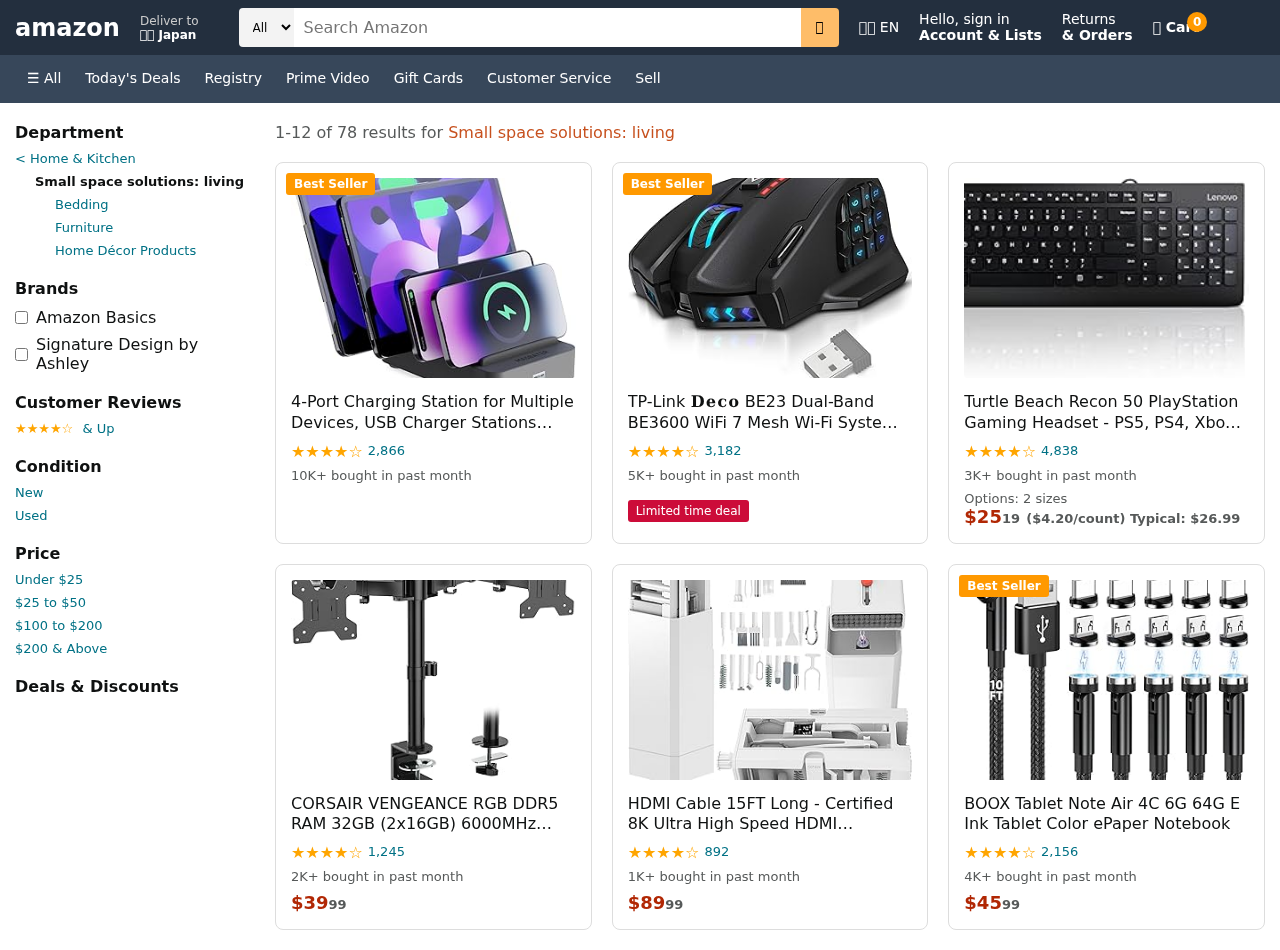 amazon
Deliver to
Japan
All
Search Amazon
EN
Hello, sign in
Account & Lists
Returns
& Orders
0
☰ All
Today's Deals
Registry
Prime Video
Gift Cards
Customer Service
Sell
Department
< Home & Kitchen
Small space solutions: living
Bedding
Furniture
Home Décor Products
Brands
Amazon Basics
Signature Design by
Ashley
Customer Reviews
★★★★☆ & Up
Condition
New
Used
Price
Under $25
$25 to $50
$100 to $200
$200 & Above
Deals & Discounts
1-12 of 78 results for Small space solutions: living
Best Seller
4-Port Charging Station for Multiple
Devices, USB Charger Stations...
★★★★☆ 2,866
10K+ bought in past month
Best Seller
TP-Link 𝐃𝐞𝐜𝐨 BE23 Dual-Band
BE3600 WiFi 7 Mesh Wi-Fi Syste...
★★★★☆ 3,182
5K+ bought in past month
Limited time deal
Lenovo
Turtle Beach Recon 50 PlayStation
Gaming Headset - PS5, PS4, Xbo...
★★★★☆ 4,838
3K+ bought in past month
Options: 2 sizes
$2519 ($4.20/count) Typical: $26.99
CORSAIR VENGEANCE RGB DDR5
RAM 32GB (2x16GB) 6000MHz...
★★★★☆ 1,245
2K+ bought in past month
$3999
HDMI Cable 15FT Long - Certified
8K Ultra High Speed HDMI...
★★★★☆ 892
1K+ bought in past month
$8999
Best Seller
10
FT
BOOX Tablet Note Air 4C 6G 64G E
Ink Tablet Color ePaper Notebook
★★★★☆ 2,156
4K+ bought in past month
$4599